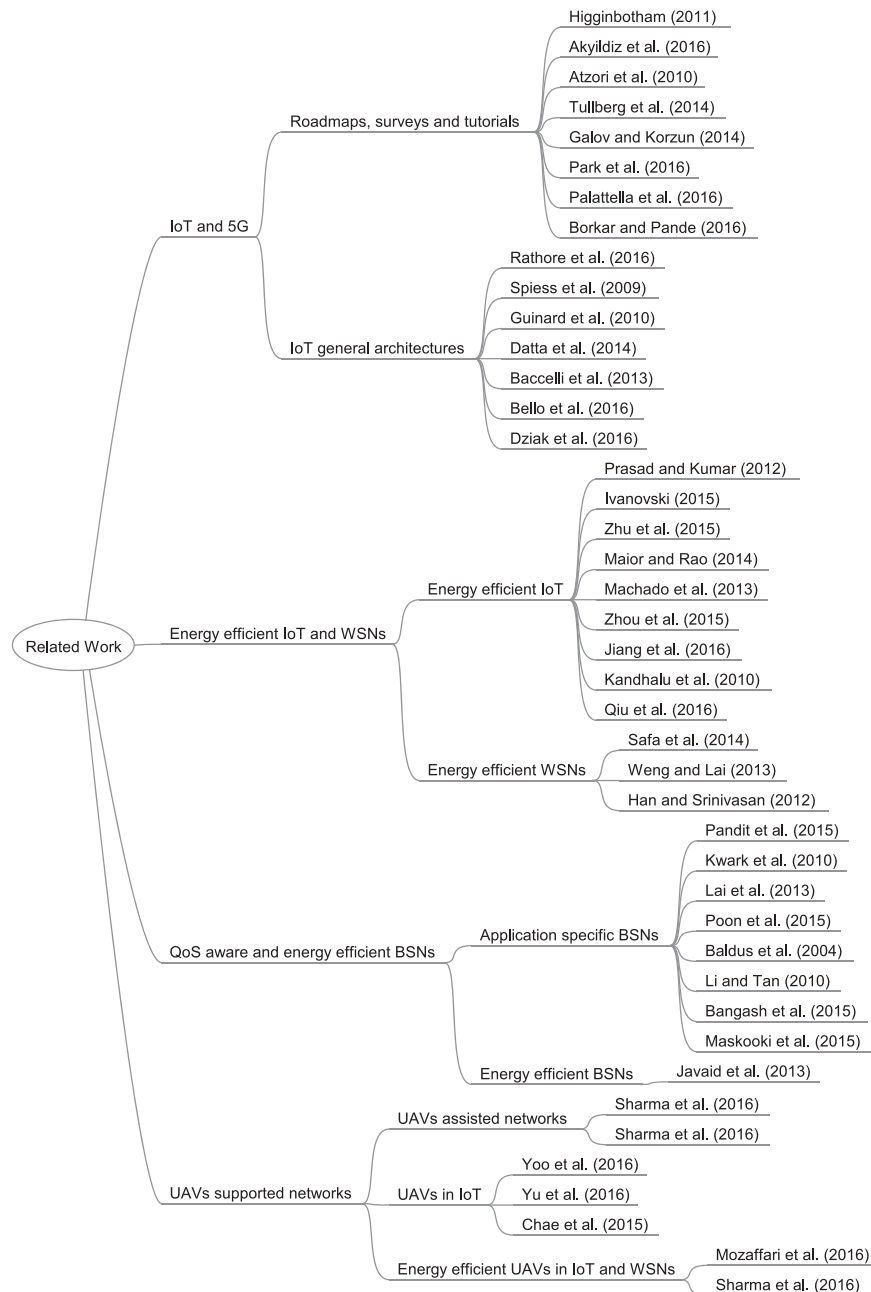 Related Work
IoT and 5G
Roadmaps, surveys and tutorials
Higginbotham (2011)
Akyildiz et al. (2016)
Atzori et al. (2010)
Tullberg et al. (2014)
Galov and Korzun (2014)
Park et al. (2016)
Palattella et al. (2016)
Borkar and Pande (2016)
IoT general architectures
Rathore et al. (2016)
Spiess et al. (2009)
Guinard et al. (2010)
Datta et al. (2014)
Baccelli et al. (2013)
Bello et al. (2016)
Dziak et al. (2016)
Energy efficient IoT and WSNs
Energy efficient IoT
Prasad and Kumar (2012)
Ivanovski (2015)
Zhu et al. (2015)
Maior and Rao (2014)
Machado et al. (2013)
Zhou et al. (2015)
Jiang et al. (2016)
Kandhalu et al. (2010)
Qiu et al. (2016)
Energy efficient WSNs
Safa et al. (2014)
Weng and Lai (2013)
Han and Srinivasan (2012)
QoS aware and energy efficient BSNs
Application specific BSNs
Pandit et al. (2015)
Kwark et al. (2010)
Lai et al. (2013)
Poon et al. (2015)
Baldus et al. (2004)
Li and Tan (2010)
Bangash et al. (2015)
Maskooki et al. (2015)
Energy efficient BSNs
Javaid et al. (2013)
UAVs supported networks
UAVs assisted networks
Sharma et al. (2016)
Sharma et al. (2016)
UAVs in IoT
Yoo et al. (2016)
Yu et al. (2016)
Chae et al. (2015)
Energy efficient UAVs in IoT and WSNs
Mozaffari et al. (2016)
Sharma et al. (2016)